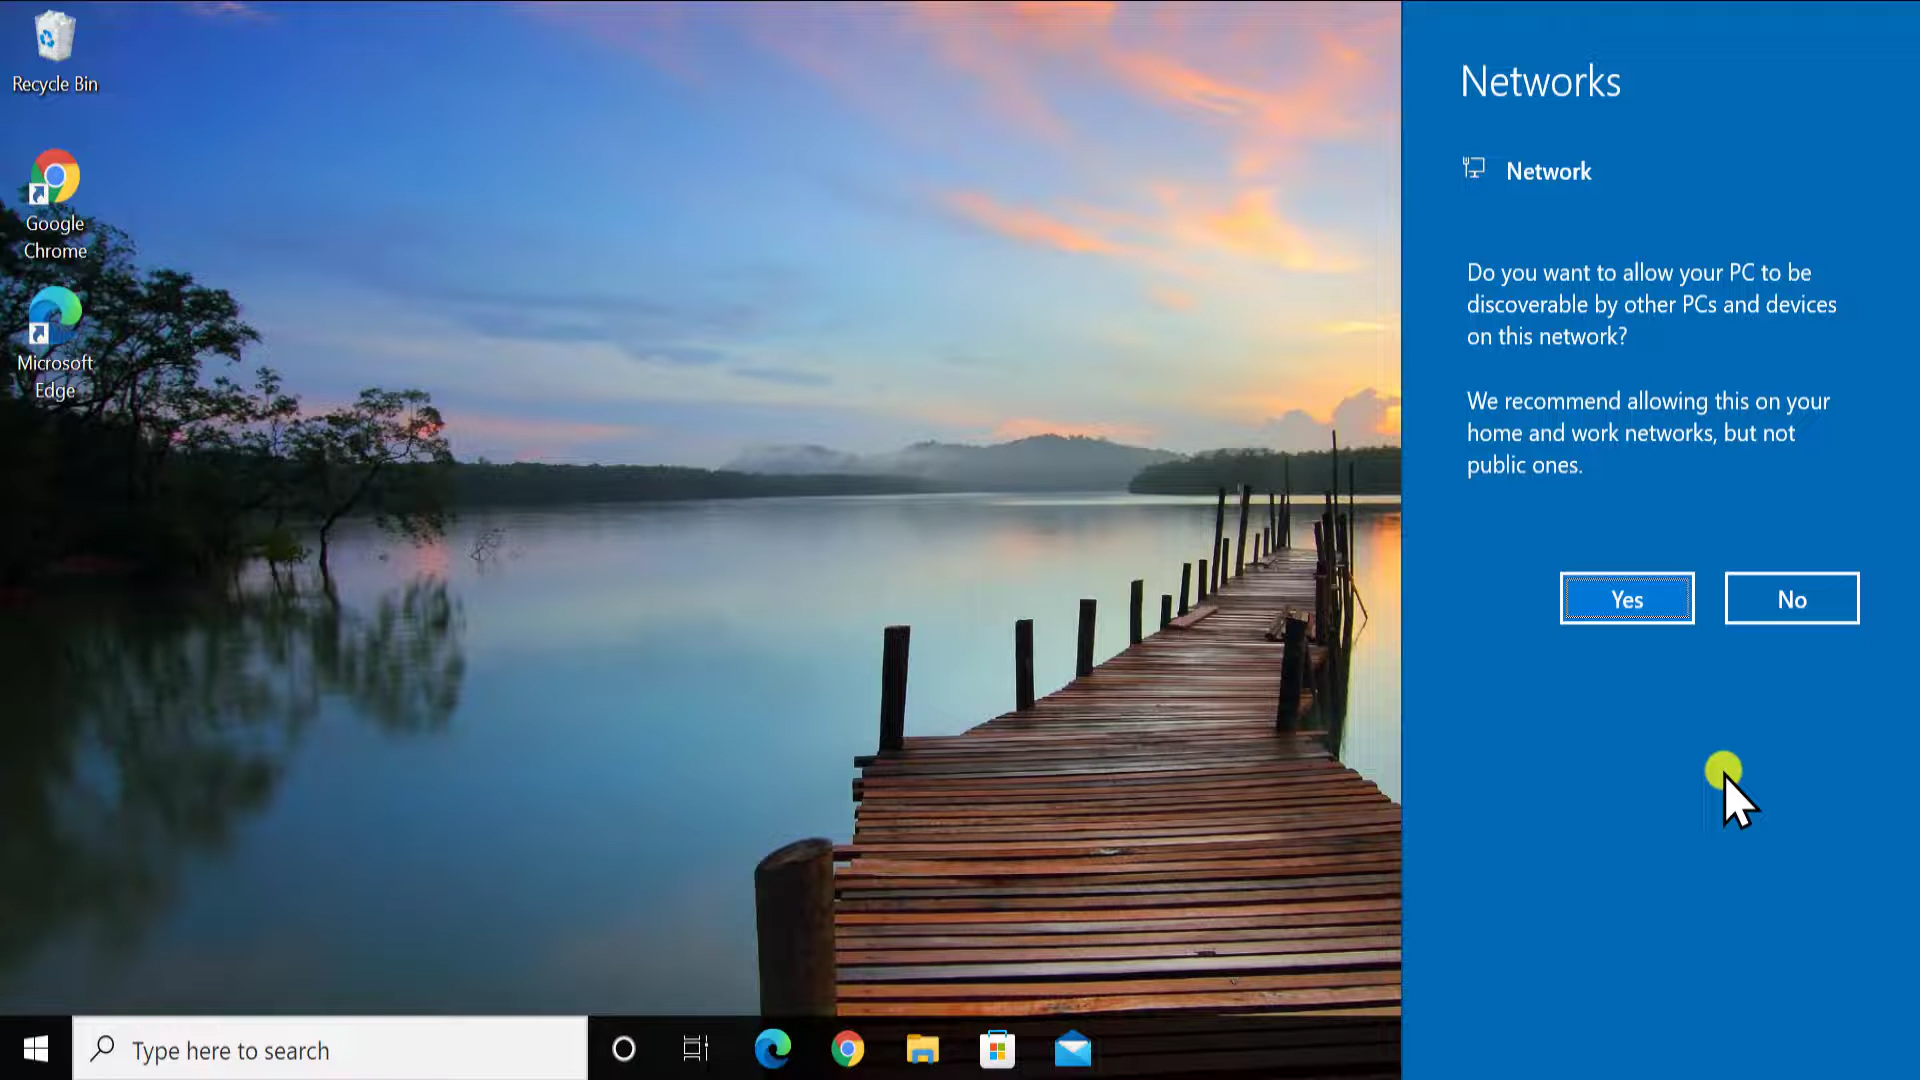 Recycle Bin
Google
Chrome
Microsoft
Edge
Networks
Network
Do you want to allow your PC to be
discoverable by other PCs and devices
on this network?
We recommend allowing this on your
home and work networks, but not
public ones.
Yes
No
Type here to search